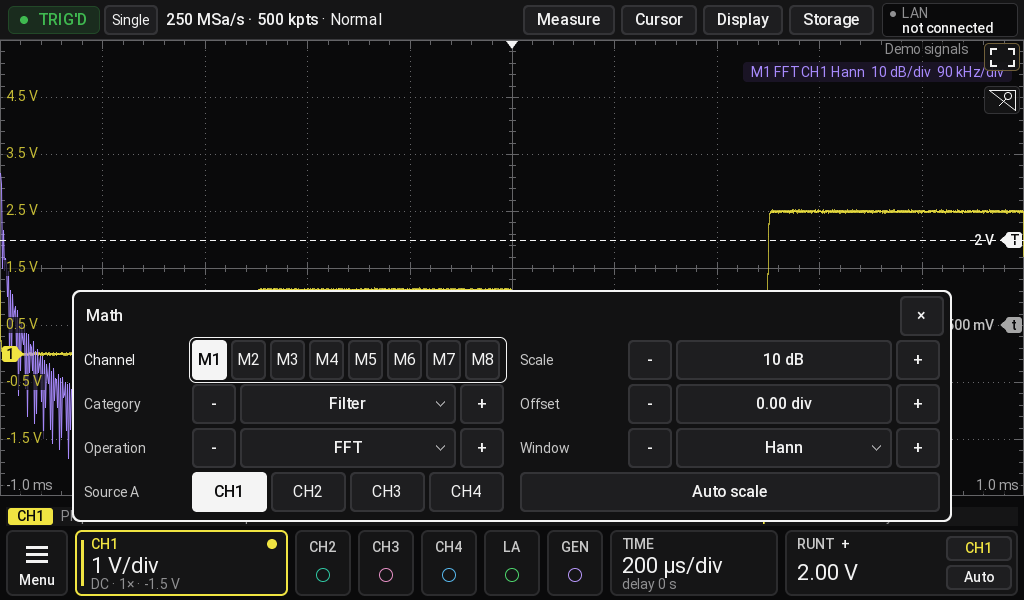 TRIG'D
Single
250 MSa/s · 500 kpts · Normal
Measure
Cursor
Display
Storage
LAN
not connected
Demo signals
M1 FFT CH1 Hann 10 dB/div 90 kHz/div
4.5 V
3.5 V
2.5 V
2 V
T
1.5 V
0.5 V
500 mV
t
1
-0.5 V
-1.5 V
-1.0 ms
1.0 ms
Math
×
Channel
M1
M2
M3
M4
M5
M6
M7
M8
Scale
-
10 dB
+
Category
-
Filter
+
Offset
-
0.00 div
+
Operation
-
FFT
+
Window
-
Hann
+
Source A
CH1
CH2
CH3
CH4
Auto scale
CH1
Menu
CH1
1 V/div
DC · 1× · -1.5 V
CH2
CH3
CH4
LA
GEN
TIME
200 µs/div
delay 0 s
RUNT +
2.00 V
CH1
Auto